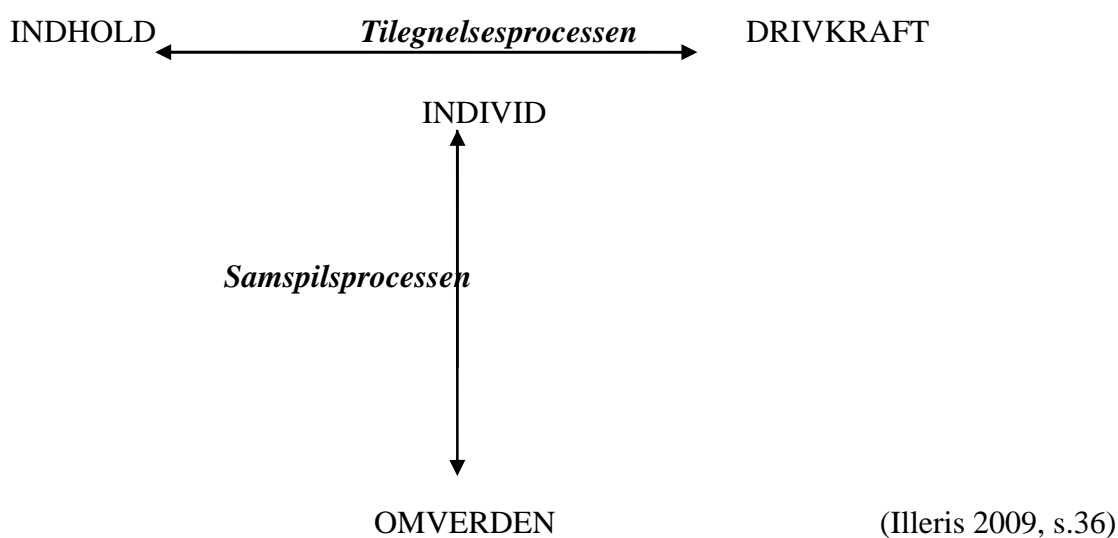 INDHOLD Tilegnelsesprocessen DRIVKRAFT
INDIVID
Samspilsprocessen
OMVERDEN (Illeris 2009, s.36)